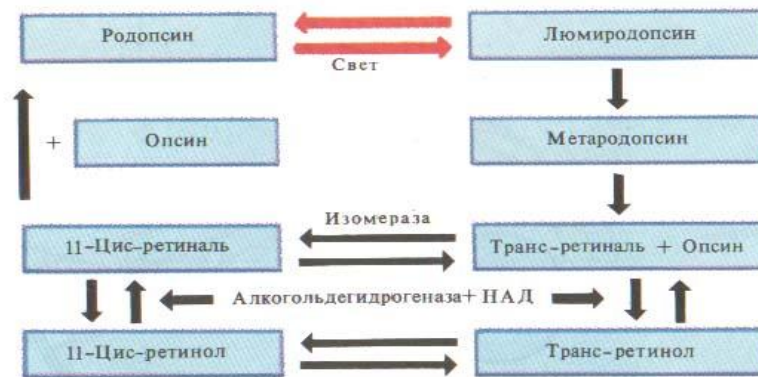 Родопсин
Люмиродопсин
Свет
+
Опсин
Метародопсин
Изомераза
11-Цис-ретиналь
Транс-ретиналь + Опсин
Алкогольдегидрогеназа+ НАД
11-Цис-ретинол
Транс-ретинол